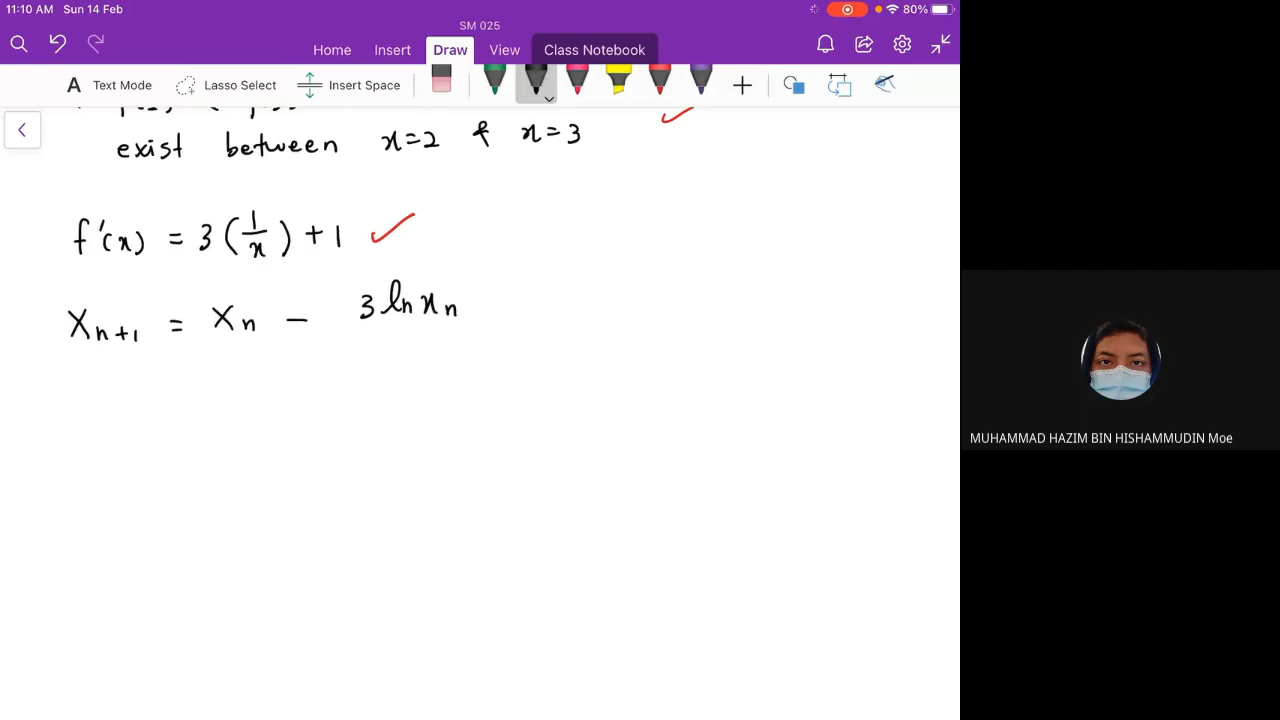 11:10 AM Sun 14 Feb
80%
SM 025
Home Insert Draw View Class Notebook
A Text Mode Lasso Select Insert Space
exist between x=2 & x=3
f'(x) = 3(1/x) + 1
Xn+1 = Xn - 3 ln xn
MUHAMMAD HAZIM BIN HISHAMMUDIN Moe